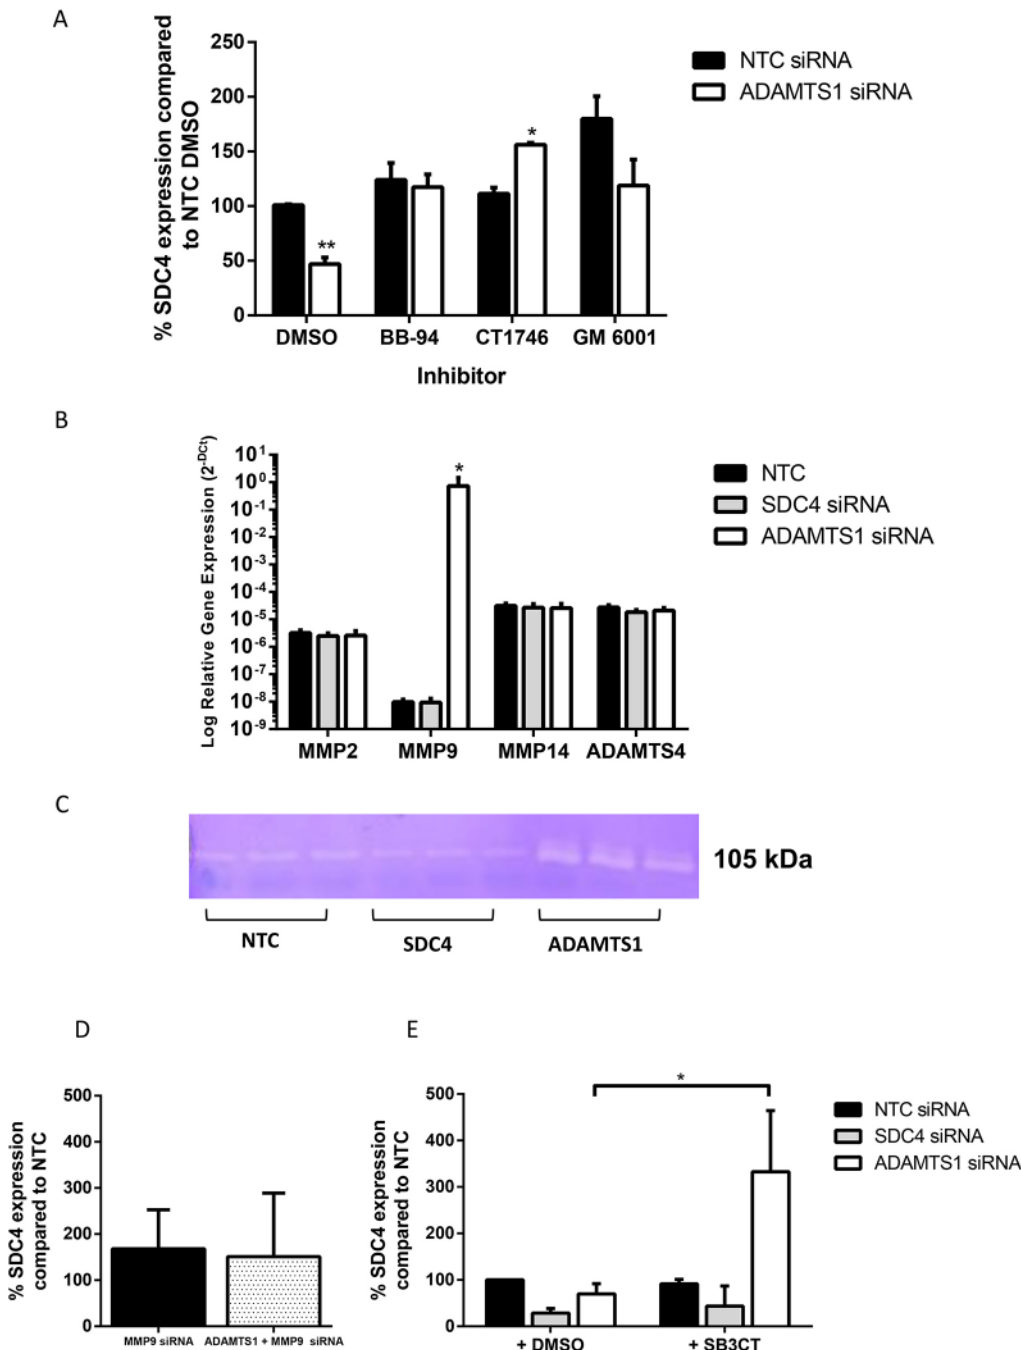 A
% SDC4 expression compared
to NTC DMSO
250
200
150
100
50
0
**
*
DMSO
BB-94
CT1746
GM 6001
Inhibitor
NTC siRNA
ADAMTS1 siRNA
B
Log Relative Gene Expression (2^-DCt)
10^1
10^0
10^-1
10^-2
10^-3
10^-4
10^-5
10^-6
10^-7
10^-8
10^-9
*
MMP2
MMP9
MMP14
ADAMTS4
NTC
SDC4 siRNA
ADAMTS1 siRNA
C
105 kDa
NTC
SDC4
ADAMTS1
D
% SDC4 expression
compared to NTC
500
400
300
200
100
0
MMP9 siRNA
ADAMTS1 + MMP9 siRNA
E
% SDC4 expression
compared to NTC
500
400
300
200
100
0
*
+ DMSO
+ SB3CT
NTC siRNA
SDC4 siRNA
ADAMTS1 siRNA